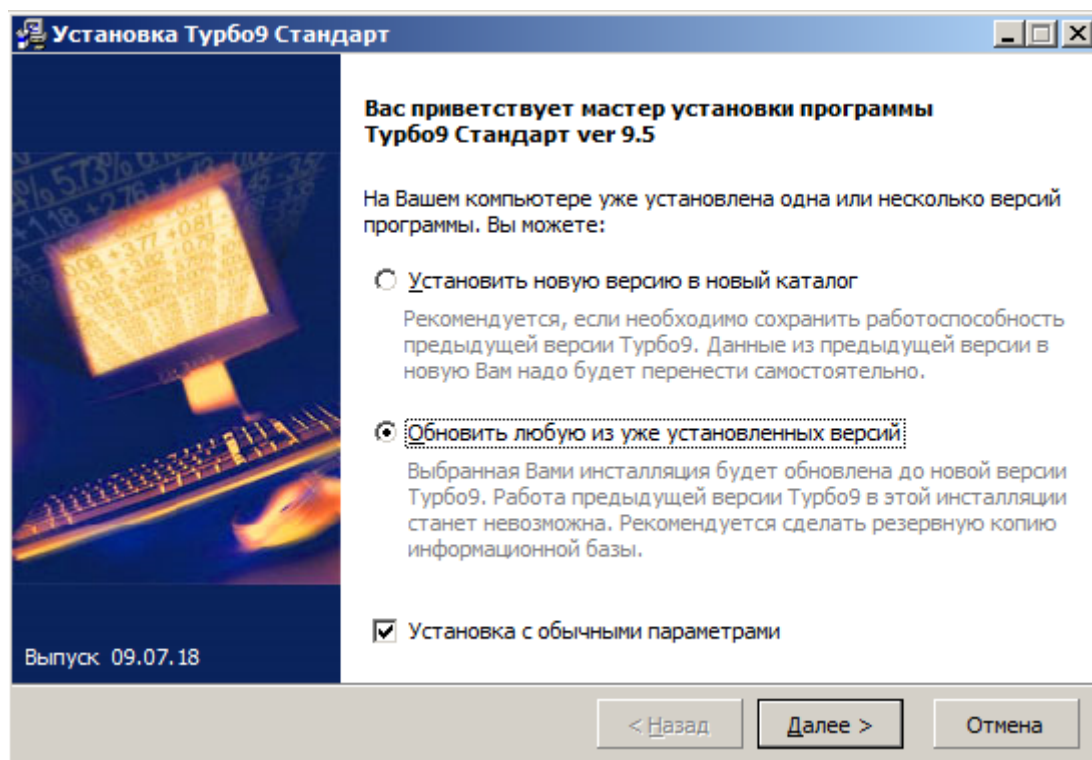 Установка Турбо9 Стандарт
Вас приветствует мастер установки программы
Турбо9 Стандарт ver 9.5
На Вашем компьютере уже установлена одна или несколько версий
программы. Вы можете:
Установить новую версию в новый каталог
Рекомендуется, если необходимо сохранить работоспособность
предыдущей версии Турбо9. Данные из предыдущей версии в
новую Вам надо будет перенести самостоятельно.
Обновить любую из уже установленных версий
Выбранная Вами инсталляция будет обновлена до новой версии
Турбо9. Работа предыдущей версии Турбо9 в этой инсталляции
станет невозможна. Рекомендуется сделать резервную копию
информационной базы.
Установка с обычными параметрами
Выпуск 09.07.18
< Назад
Далее >
Отмена